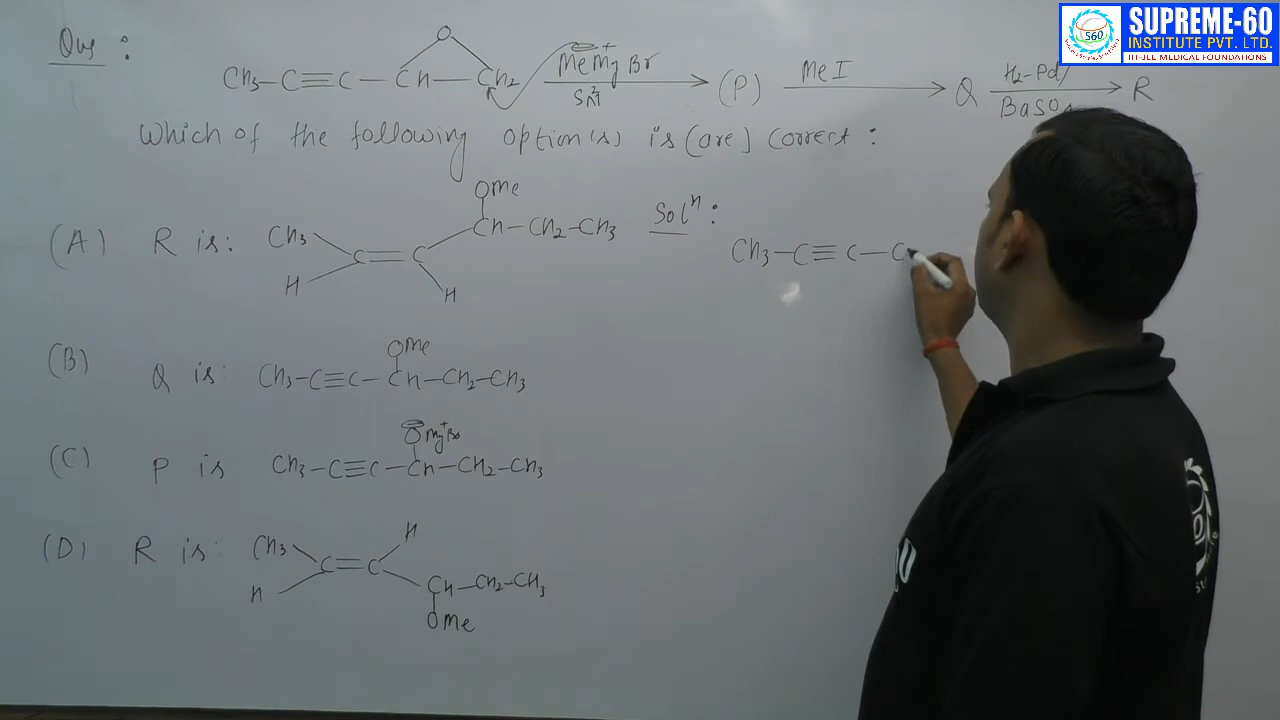 SUPREME-60
INSTITUTE PVT. LTD.
IIT-JEE MEDICAL FOUNDATIONS
S60
Ques :
O
CH3-C≡C-CH-CH2 MeMgBr SN2 (P) MeI Q H2-Pd/ BaSO4 R
Which of the following option(s) is (are) correct :
(A) R is: CH3 H C=C H CH-CH2-CH3 OMe
Soln :
CH3-C≡C-C
(B) Q is: CH3-C≡C-CH-CH2-CH3 OMe
(C) P is CH3-C≡C-CH-CH2-CH3 OMgBr
(D) R is: CH3 H C=C H CH-CH2-CH3 OMe